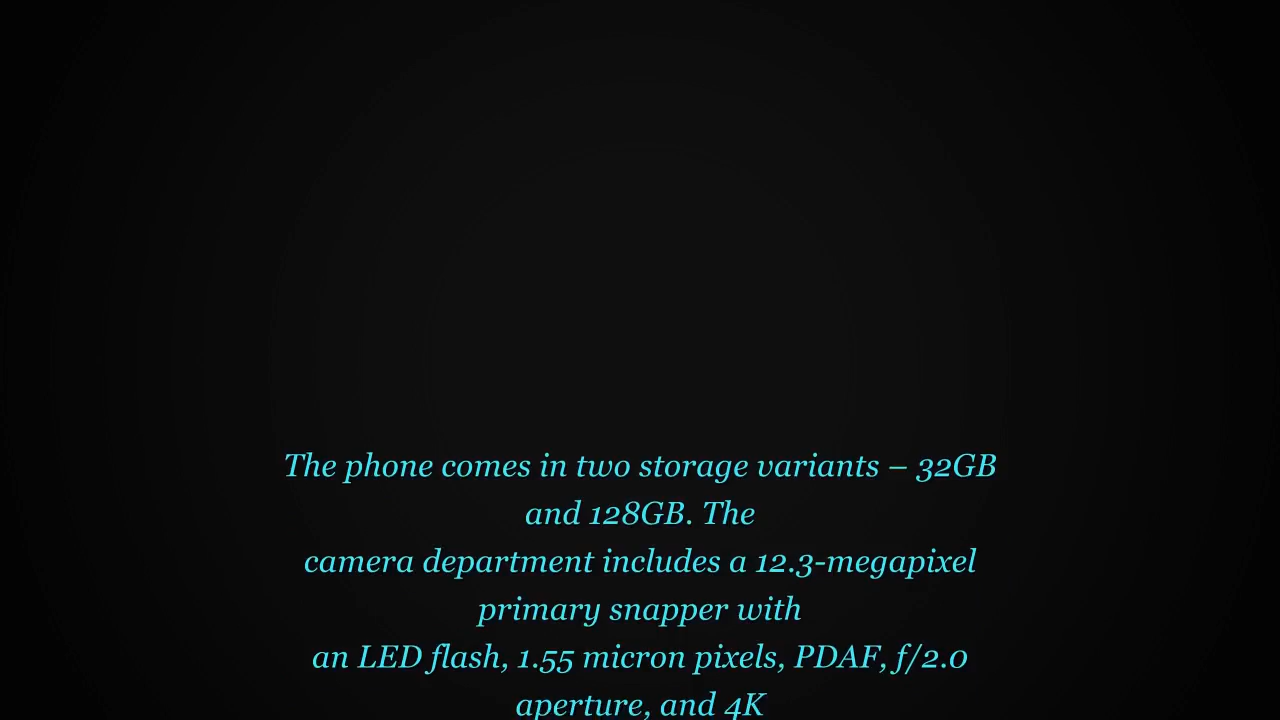 The phone comes in two storage variants – 32GB
and 128GB. The
camera department includes a 12.3-megapixel
primary snapper with
an LED flash, 1.55 micron pixels, PDAF, f/2.0
aperture, and 4K